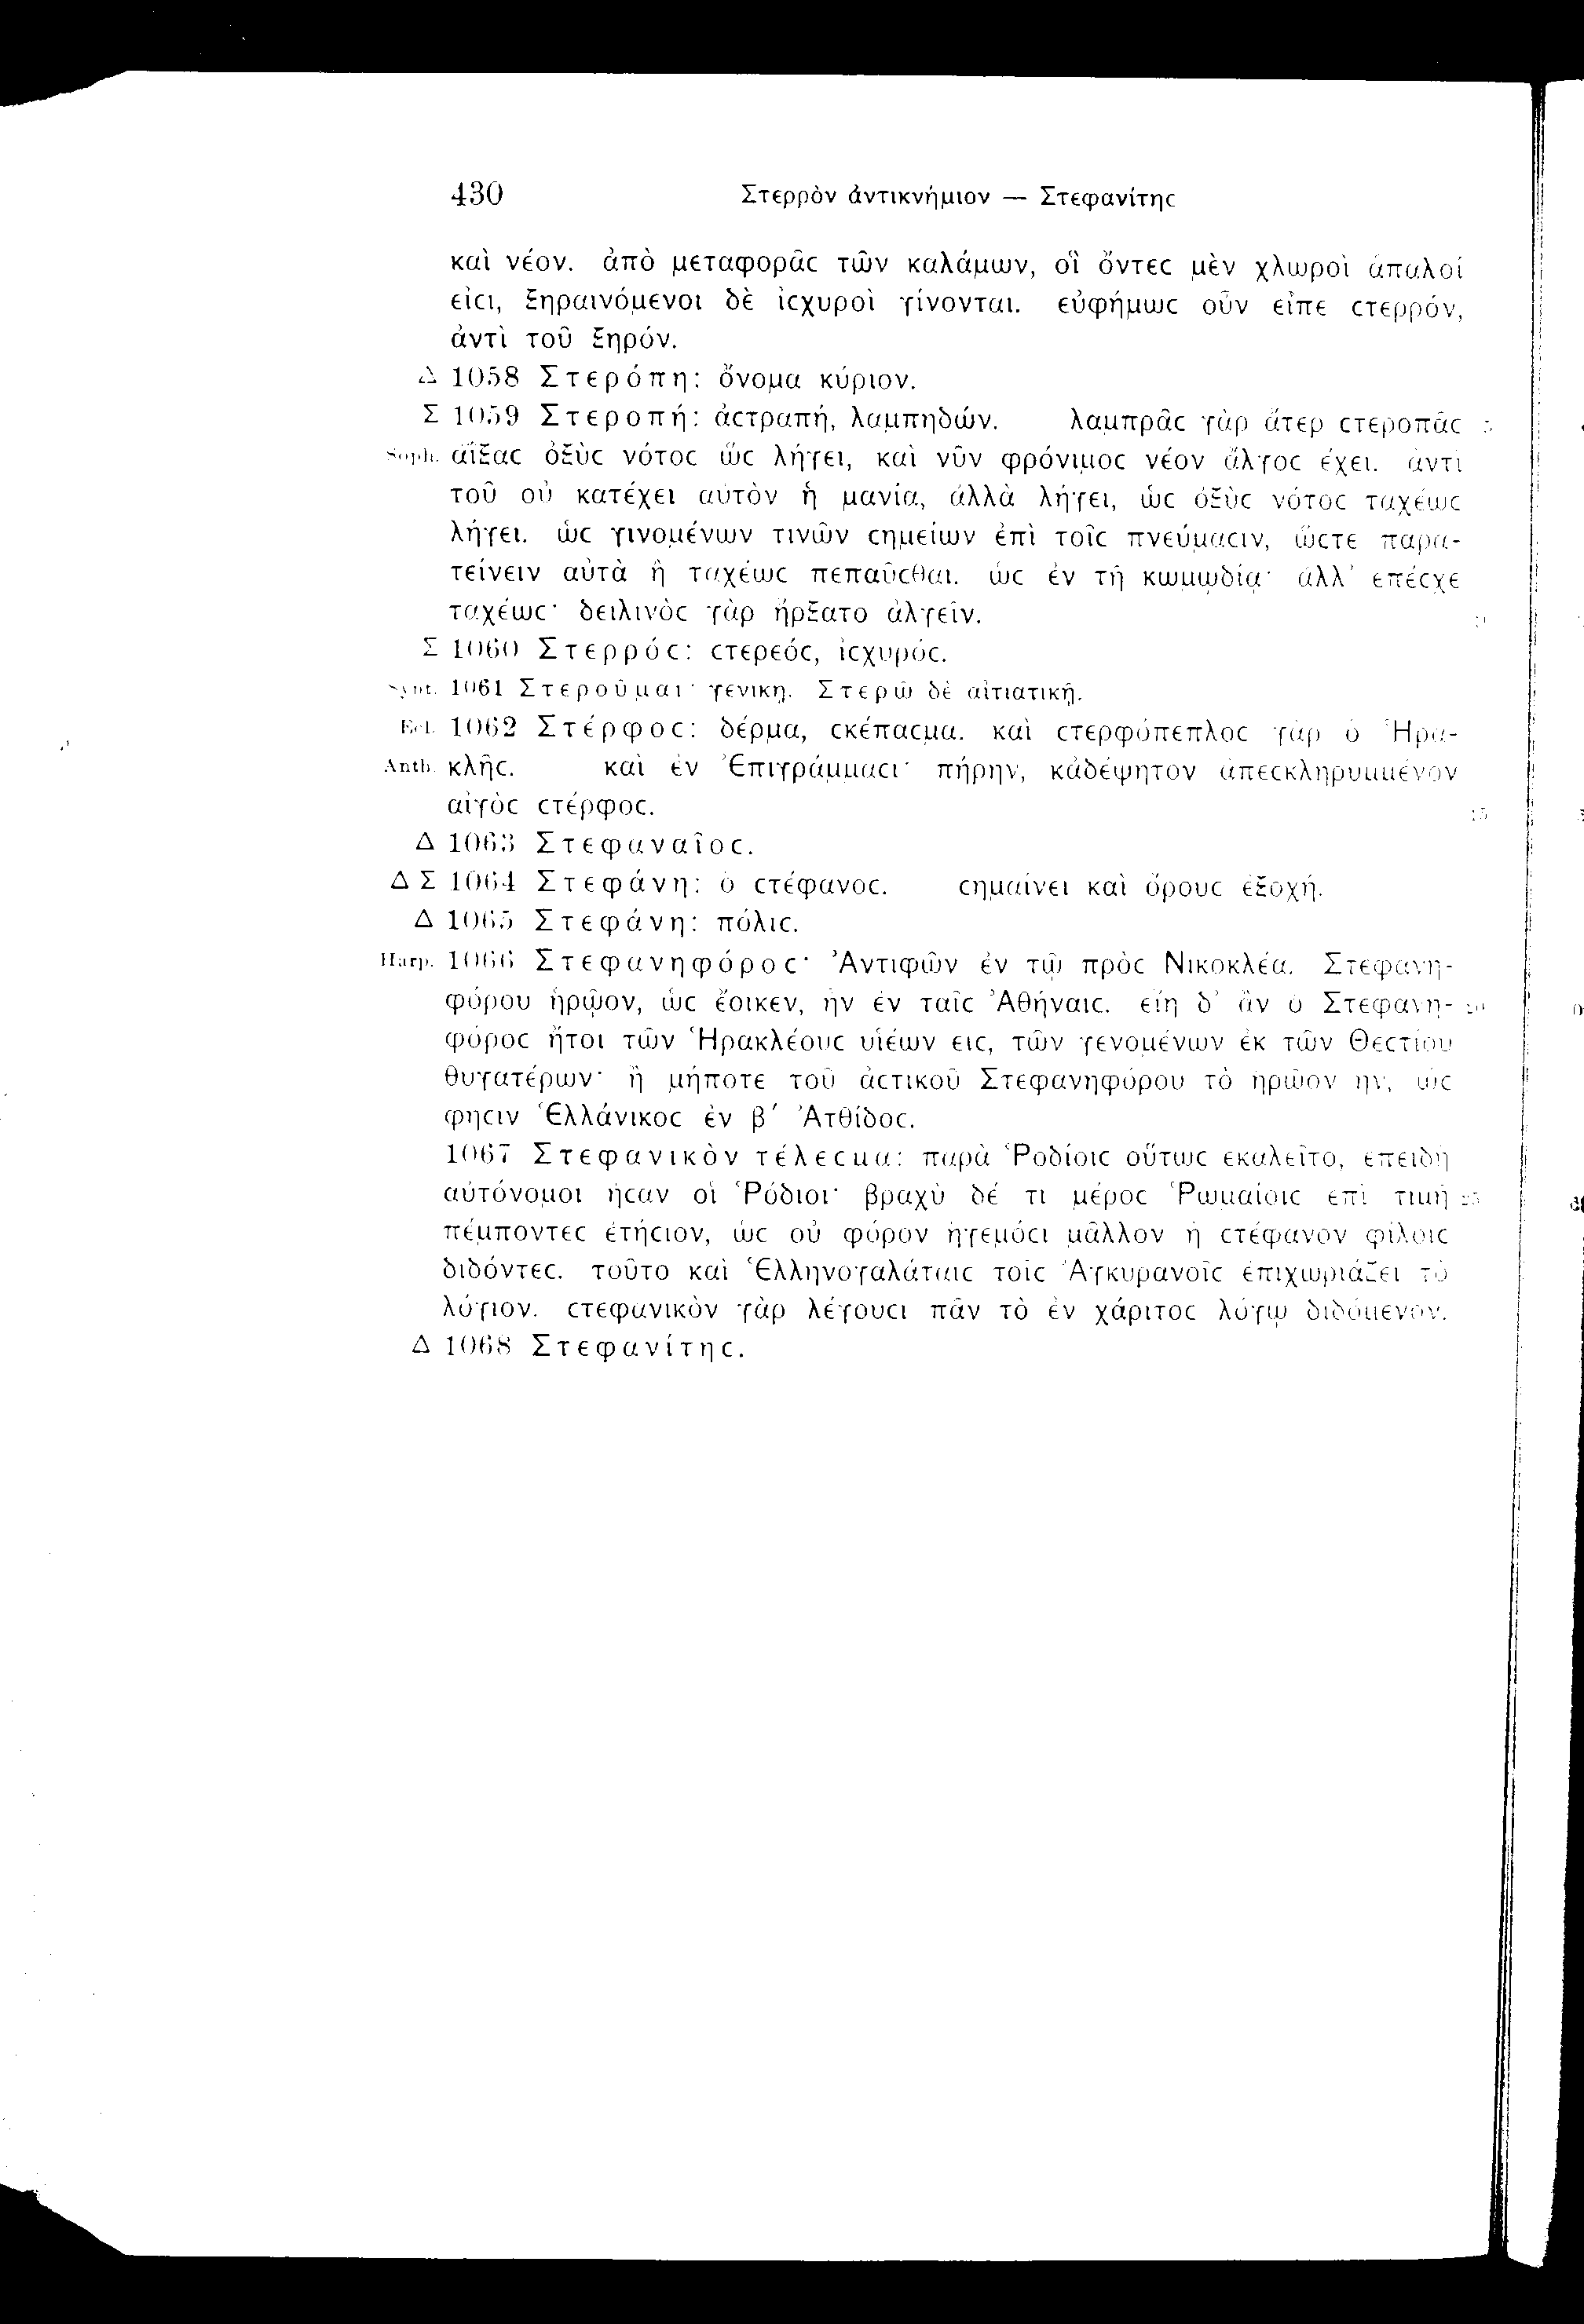 430 Στερρὸν ἀντικνήμιον — Στεφανίτηϲ
καὶ νέον. ἀπὸ μεταφορᾶϲ τῶν καλάμων, οἳ ὄντεϲ μὲν χλωροὶ ἁπαλοί
εἰϲι, ξηραινόμενοι δὲ ἰϲχυροὶ γίνονται. εὐφήμωϲ οὖν εἶπε ϲτερρόν,
ἀντὶ τοῦ ξηρόν.
Δ 1058 Στερόπη: ὄνομα κύριον.
Σ 1059 Στεροπή: ἀϲτραπή, λαμπηδών. λαμπρᾶϲ γὰρ ἄτερ ϲτεροπᾶϲ 5
Soph. ἀΐξαϲ ὀξὺϲ νότοϲ ὣϲ λήγει, καὶ νῦν φρόνιμοϲ νέον ἄλγοϲ ἔχει. ἀντὶ
τοῦ οὐ κατέχει αὐτὸν ἡ μανία, ἀλλὰ λήγει, ὡϲ ὀξὺϲ νότοϲ ταχέωϲ
λήγει. ὡϲ γινομένων τινῶν ϲημείων ἐπὶ τοῖϲ πνεύμαϲιν, ὥϲτε παρα-
τείνειν αὐτὰ ἢ ταχέωϲ πεπαῦϲθαι. ὡϲ ἐν τῇ κωμῳδίᾳ· ἀλλ' ἐπέϲχε
ταχέωϲ· δειλινὸϲ γὰρ ἤρξατο ἀλγεῖν.
Σ 1060 Στερρόϲ: ϲτερεόϲ, ἰϲχυρόϲ.
Synt. 1061 Στεροῦμαι· γενικῇ. Στερῶ δὲ αἰτιατικῇ.
Ecl. 1062 Στέρφοϲ: δέρμα, ϲκέπαϲμα. καὶ ϲτερφόπεπλοϲ γὰρ ὁ Ἡρα-
Anth. κλῆϲ. καὶ ἐν Ἐπιγράμμαϲι· πήρην, κἀδέψητον ἀπεϲκληρυμμένον
αἰγὸϲ ϲτέρφοϲ. 15
Δ 1063 Στεφαναῖοϲ.
Δ Σ 1064 Στεφάνη: ὁ ϲτέφανοϲ. ϲημαίνει καὶ ὄρουϲ ἐξοχή.
Δ 1065 Στεφάνη: πόλιϲ.
Harp. 1066 Στεφανηφόροϲ· Ἀντιφῶν ἐν τῷ πρὸϲ Νικοκλέα. Στεφανη-
φόρου ἡρῷον, ὡϲ ἔοικεν, ἦν ἐν ταῖϲ Ἀθήναιϲ. εἴη δ' ἂν ὁ Στεφανη- 20
φόροϲ ἤτοι τῶν Ἡρακλέουϲ υἱέων εἷϲ, τῶν γενομένων ἐκ τῶν Θεϲτίου
θυγατέρων· ἢ μήποτε τοῦ ἀϲτικοῦ Στεφανηφόρου τὸ ἡρῷον ἦν, ὥϲ
φηϲιν Ἑλλάνικοϲ ἐν β′ Ἀτθίδοϲ.
1067 Στεφανικὸν τέλεϲμα: παρὰ Ῥοδίοιϲ οὕτωϲ ἐκαλεῖτο, ἐπειδὴ
αὐτόνομοι ἦϲαν οἱ Ῥόδιοι· βραχὺ δέ τι μέροϲ Ῥωμαίοιϲ ἐπὶ τιμῇ 25
πέμποντεϲ ἐτήϲιον, ὡϲ οὐ φόρον ἡγεμόϲι μᾶλλον ἢ ϲτέφανον φίλοιϲ
διδόντεϲ. τοῦτο καὶ Ἑλληνογαλάταιϲ τοῖϲ Ἀγκυρανοῖϲ ἐπιχωριάζει τὸ
λόγιον. ϲτεφανικὸν γὰρ λέγουϲι πᾶν τὸ ἐν χάριτοϲ λόγῳ διδόμενον.
Δ 1068 Στεφανίτηϲ.